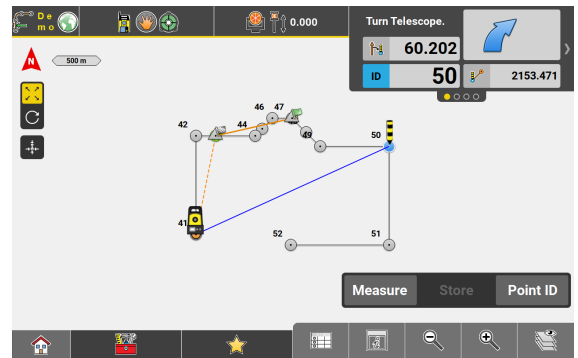 De
mo
0.000
Turn Telescope.
60.202
ID 50 2153.471
N 500 m
46 47
42 44 49 50
41
52 51
Measure Store Point ID